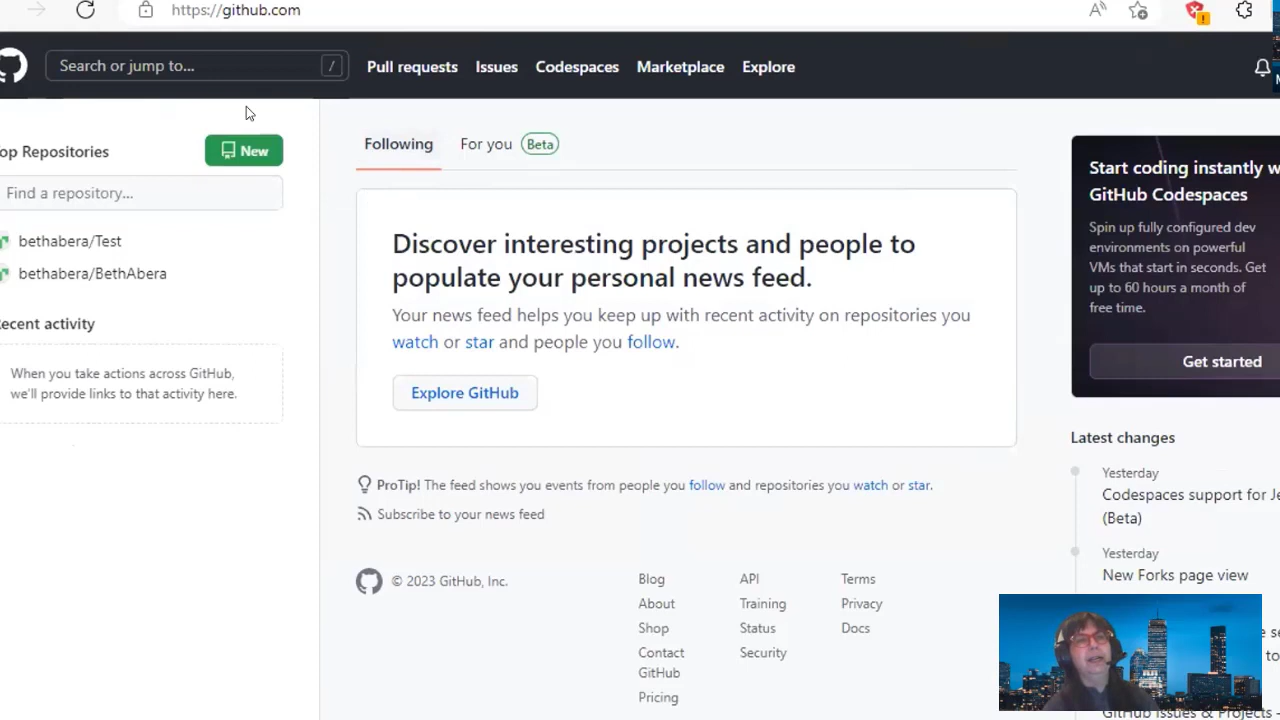 https://github.com
Search or jump to... /
Pull requests Issues Codespaces Marketplace Explore
op Repositories
New
Find a repository...
bethabera/Test
bethabera/BethAbera
ecent activity
When you take actions across GitHub,
we'll provide links to that activity here.
Following For you Beta
Discover interesting projects and people to
populate your personal news feed.
Your news feed helps you keep up with recent activity on repositories you
watch or star and people you follow.
Explore GitHub
ProTip! The feed shows you events from people you follow and repositories you watch or star.
Subscribe to your news feed
© 2023 GitHub, Inc.
Blog
About
Shop
Contact
GitHub
Pricing
API
Training
Status
Security
Terms
Privacy
Docs
Start coding instantly w
GitHub Codespaces
Spin up fully configured dev
environments on powerful
VMs that start in seconds. Get
up to 60 hours a month of
free time.
Get started
Latest changes
Yesterday
Codespaces support for Je
(Beta)
Yesterday
New Forks page view
e se
to
GitHub Issues & Projects -